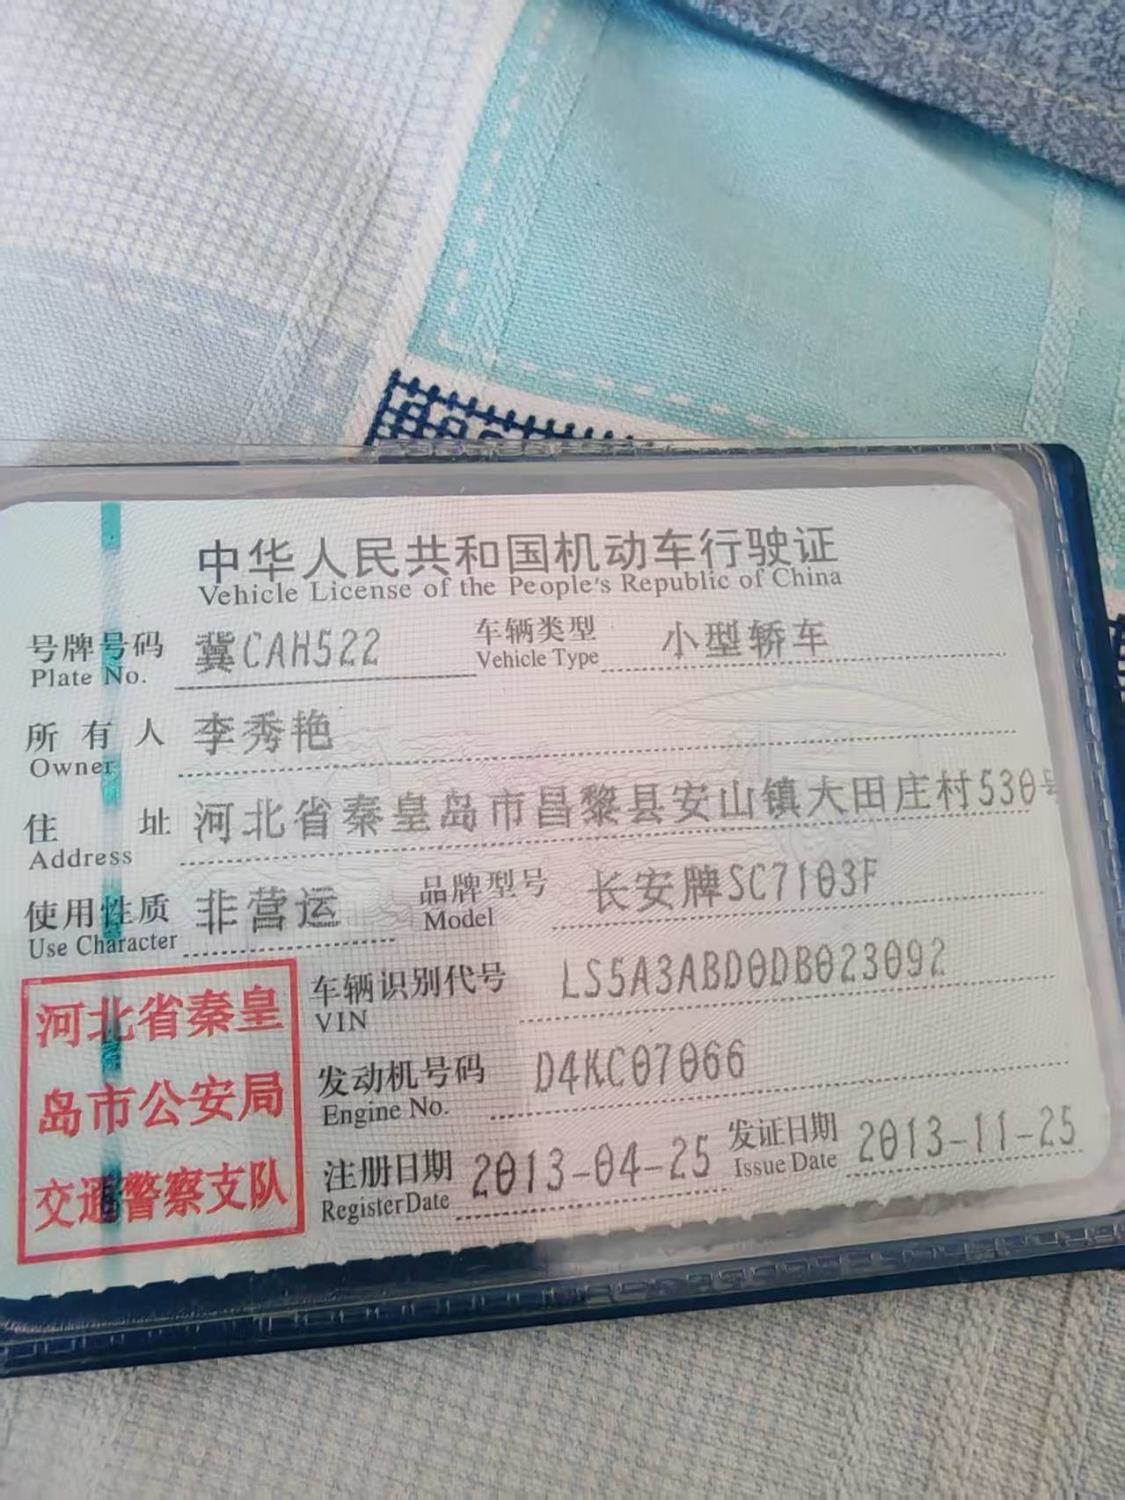 中华人民共和国机动车行驶证
Vehicle License of the People's Republic of China
号牌号码 冀CAH522 车辆类型 小型轿车
Plate No. Vehicle Type
所有人 李秀艳
Owner
住址 河北省秦皇岛市昌黎县安山镇大田庄村530号
Address
使用性质 非营运 品牌型号 长安牌SC7103F
Use Character Model
车辆识别代号 LS5A3ABD0DB023092
VIN
发动机号码 D4KC07066
Engine No.
注册日期 2013-04-25 发证日期 2013-11-25
Register Date Issue Date
河北省秦皇
岛市公安局
交通警察支队